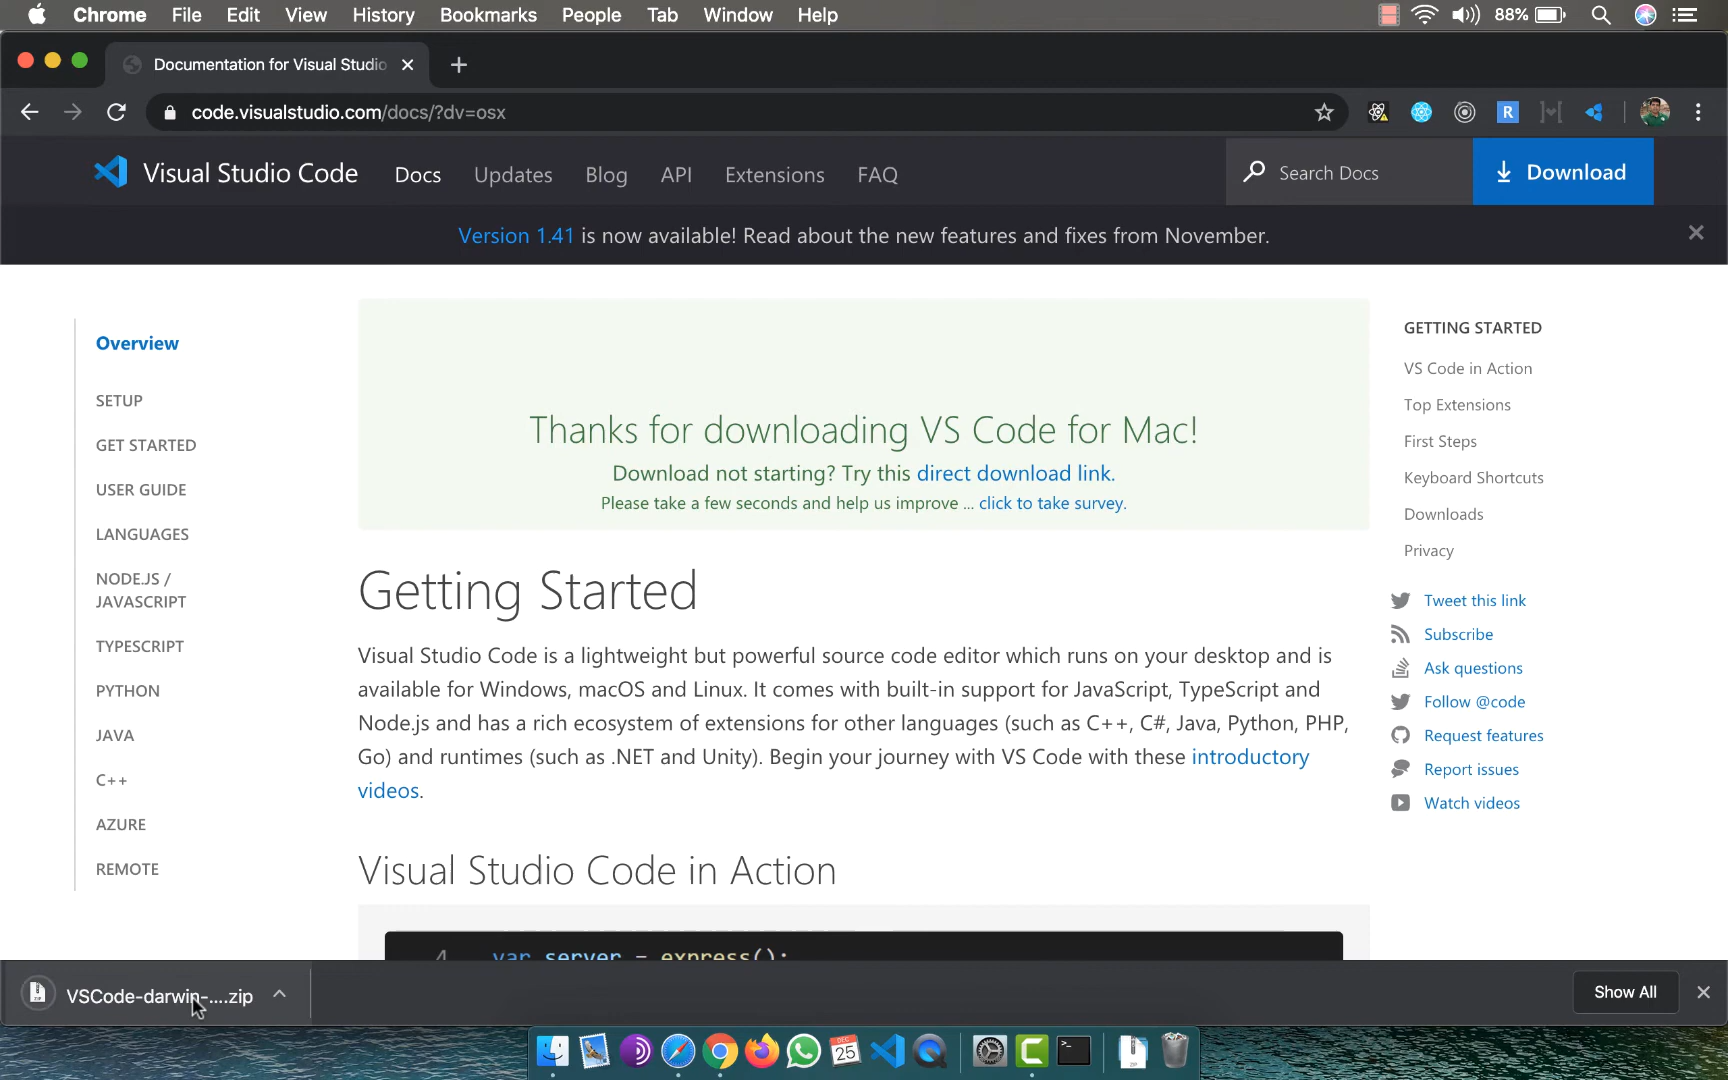 Chrome File Edit View History Bookmarks People Tab Window Help 88%
Documentation for Visual Studio
code.visualstudio.com/docs/?dv=osx
R
Visual Studio Code Docs Updates Blog API Extensions FAQ Search Docs Download
Version 1.41 is now available! Read about the new features and fixes from November.
Overview
SETUP
GET STARTED
USER GUIDE
LANGUAGES
NODE.JS /
JAVASCRIPT
TYPESCRIPT
PYTHON
JAVA
C++
AZURE
REMOTE
Thanks for downloading VS Code for Mac!
Download not starting? Try this direct download link.
Please take a few seconds and help us improve ... click to take survey.
Getting Started
Visual Studio Code is a lightweight but powerful source code editor which runs on your desktop and is
available for Windows, macOS and Linux. It comes with built-in support for JavaScript, TypeScript and
Node.js and has a rich ecosystem of extensions for other languages (such as C++, C#, Java, Python, PHP,
Go) and runtimes (such as .NET and Unity). Begin your journey with VS Code with these introductory
videos.
Visual Studio Code in Action
4 var server = express();
GETTING STARTED
VS Code in Action
Top Extensions
First Steps
Keyboard Shortcuts
Downloads
Privacy
Tweet this link
Subscribe
Ask questions
Follow @code
Request features
Report issues
Watch videos
VSCode-darwin-....zip
Show All
DEC
25